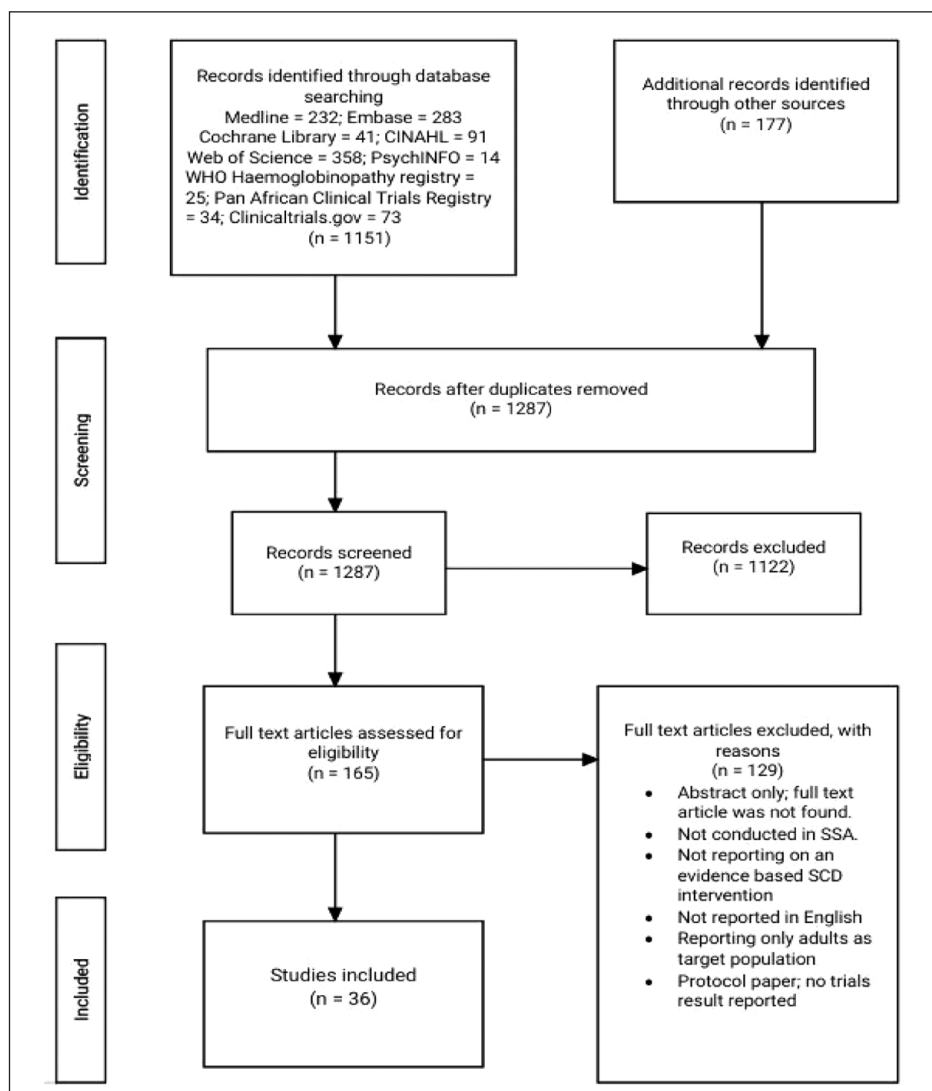 Identification
Records identified through database
searching
Medline = 232; Embase = 283
Cochrane Library = 41; CINAHL = 91
Web of Science = 358; PsychINFO = 14
WHO Haemoglobinopathy registry =
25; Pan African Clinical Trials Registry
= 34; Clinicaltrials.gov = 73
(n = 1151)
Additional records identified
through other sources
(n = 177)
Screening
Records after duplicates removed
(n = 1287)
Records screened
(n = 1287)
Records excluded
(n = 1122)
Eligibility
Full text articles assessed for
eligibility
(n = 165)
Full text articles excluded, with
reasons
(n = 129)
• Abstract only; full text
article was not found.
• Not conducted in SSA.
• Not reporting on an
evidence based SCD
intervention
• Not reported in English
• Reporting only adults as
target population
• Protocol paper; no trials
result reported
Included
Studies included
(n = 36)